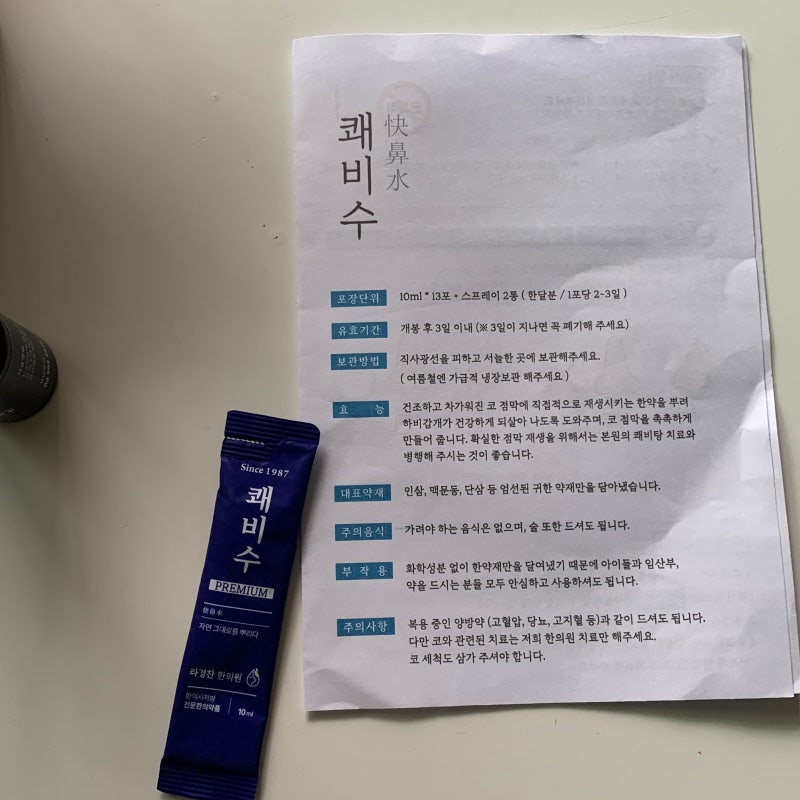 쾌비수
快鼻水
포장단위 10ml * 13포 + 스프레이 2통 ( 한달분 / 1포당 2~3일 )
유효기간 개봉 후 3일 이내 (※ 3일이 지나면 꼭 폐기해 주세요)
보관방법 직사광선을 피하고 서늘한 곳에 보관해주세요.
( 여름철엔 가급적 냉장보관 해주세요 )
효 능 건조하고 차가워진 코 점막에 직접적으로 재생시키는 한약을 뿌려
하비갑개가 건강하게 되살아 나도록 도와주며, 코 점막을 촉촉하게
만들어 줍니다. 확실한 점막 재생을 위해서는 본원의 쾌비탕 치료와
병행해 주시는 것이 좋습니다.
대표약재 인삼, 맥문동, 단삼 등 엄선된 귀한 약재만을 달아냈습니다.
주의음식 가려야 하는 음식은 없으며, 술 또한 드셔도 됩니다.
부 작 용 화학성분 없이 한약재만을 달여냈기 때문에 아이들과 임산부,
약을 드시는 분들 모두 안심하고 사용하셔도 됩니다.
주의사항 복용 중인 양방약 (고혈압, 당뇨, 고지혈 등)과 같이 드셔도 됩니다.
다만 코와 관련된 치료는 저희 한의원 치료만 해주세요.
코 세척도 삼가 주셔야 합니다.
Since 1987
쾌비수
PREMIUM
快鼻水
자연 그대로를 뿌리다
라경찬 한의원
한의사처방
전문한의약품
10ml